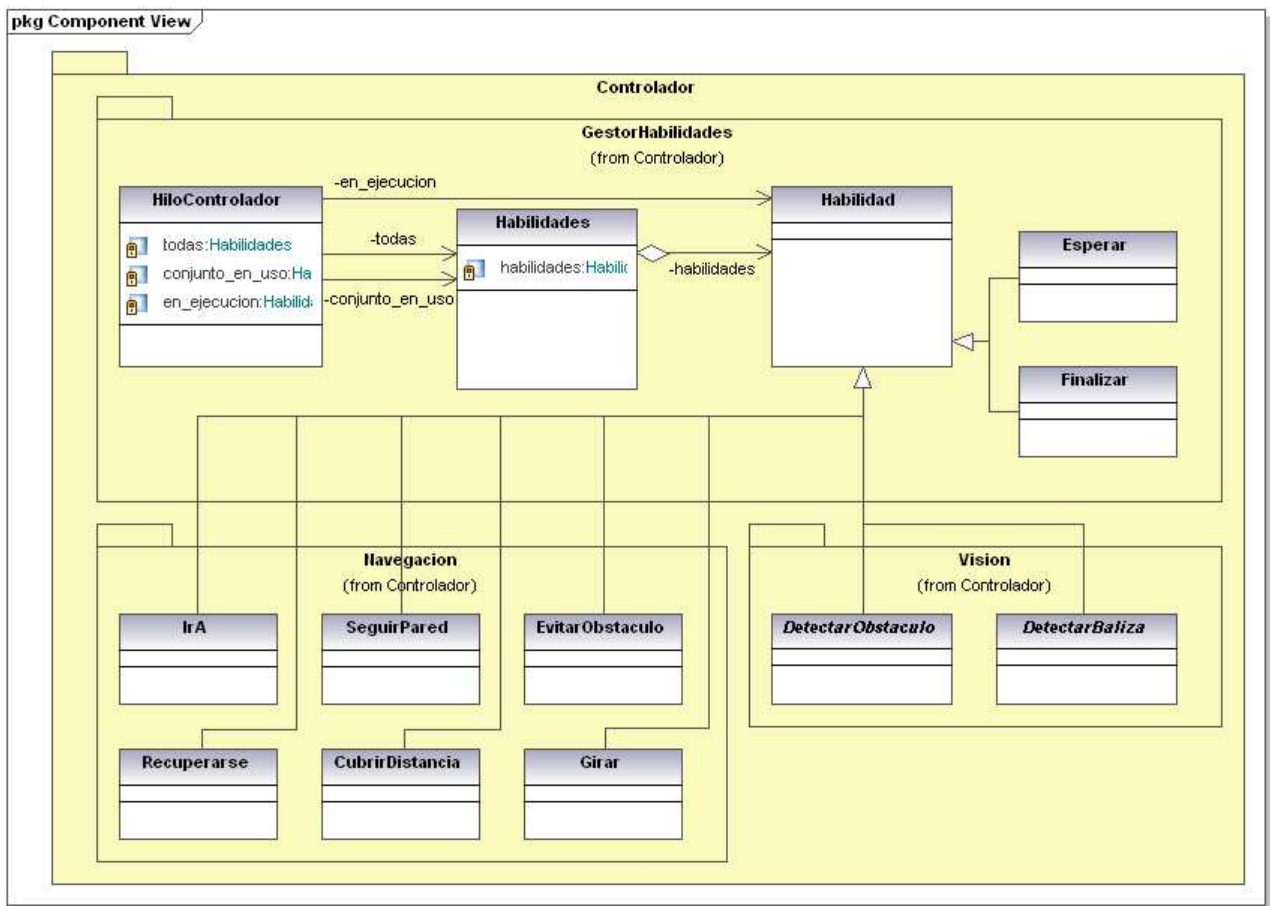 pkg Component View
Controlador
GestorHabilidades
(from Controlador)
-en_ejecucion
HiloControlador
todas:Habilidades
conjunto_en_uso:Ha
en_ejecucion:Habilid
-todas
-conjunto_en_uso
Habilidades
habilidades:Habilic
-habilidades
Habilidad
Esperar
Finalizar
Navegacion
(from Controlador)
IrA
SeguirPared
EvitarObstaculo
Recuperarse
CubrirDistancia
Girar
Vision
(from Controlador)
DetectarObstaculo
DetectarBaliza